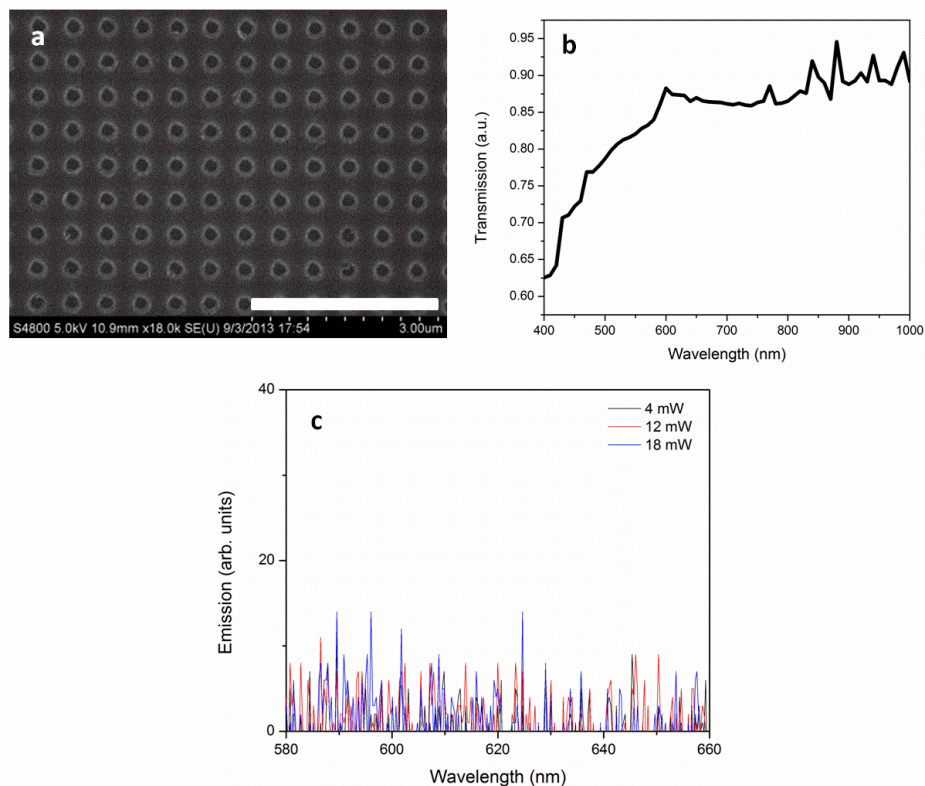 a
S4800 5.0kV 10.9mm x18.0k SE(U) 9/3/2013 17:54 3.00um
b
Transmission (a.u.)
0.95
0.90
0.85
0.80
0.75
0.70
0.65
0.60
400 500 600 700 800 900 1000
Wavelength (nm)
c
4 mW
12 mW
18 mW
Emission (arb. units)
40
20
0
580 600 620 640 660
Wavelength (nm)